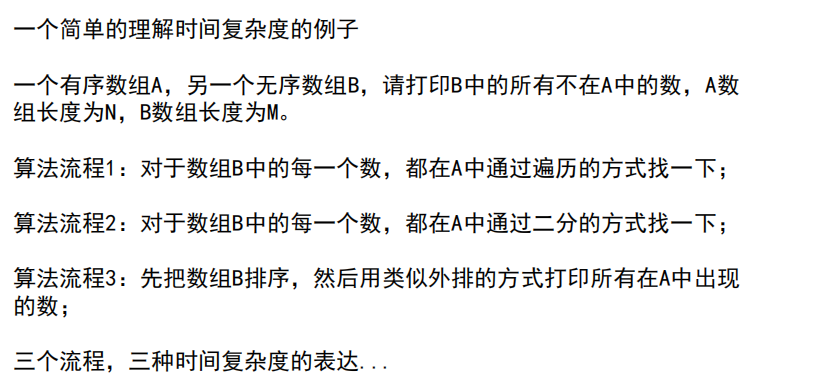 一个简单的理解时间复杂度的例子
一个有序数组A，另一个无序数组B，请打印B中的所有不在A中的数，A数
组长度为N，B数组长度为M。
算法流程1：对于数组B中的每一个数，都在A中通过遍历的方式找一下；
算法流程2：对于数组B中的每一个数，都在A中通过二分的方式找一下；
算法流程3：先把数组B排序，然后用类似外排的方式打印所有在A中出现
的数；
三个流程，三种时间复杂度的表达...